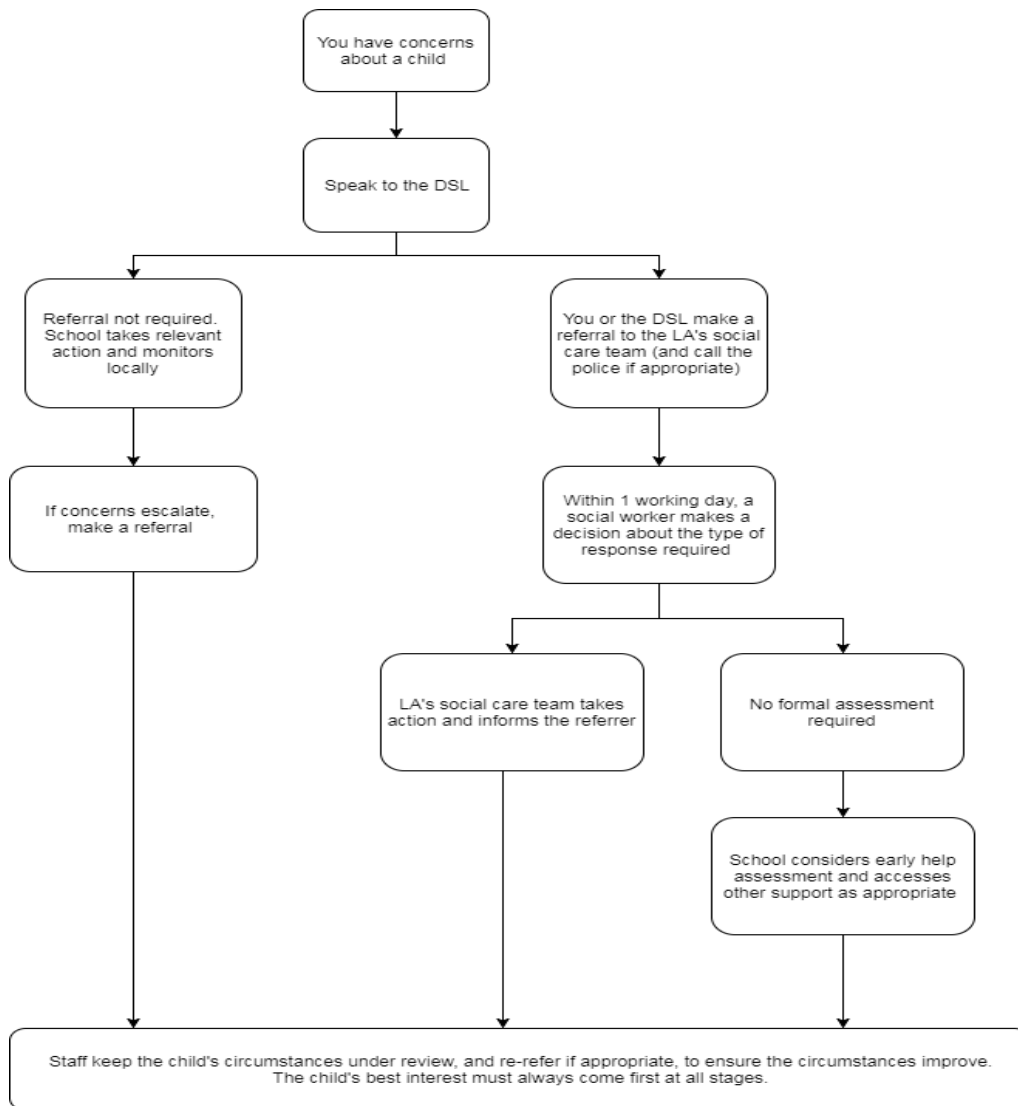 You have concerns
about a child
Speak to the DSL
Referral not required.
School takes relevant
action and monitors
locally
You or the DSL make a
referral to the LA's social
care team (and call the
police if appropriate)
If concerns escalate,
make a referral
Within 1 working day, a
social worker makes a
decision about the type of
response required
LA's social care team takes
action and informs the referrer
No formal assessment
required
School considers early help
assessment and accesses
other support as appropriate
Staff keep the child's circumstances under review, and re-refer if appropriate, to ensure the circumstances improve.
The child's best interest must always come first at all stages.